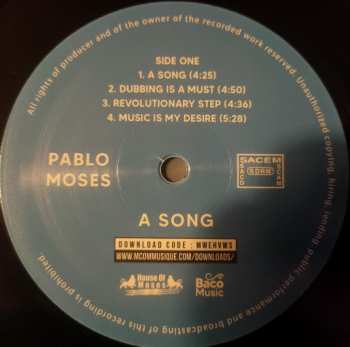 All rights of producer and of the owner of the recorded work reserved. Unauthorized copying, hiring, lending, public performance and broadcasting of this recording is prohibited.
SIDE ONE
1. A SONG (4:25)
2. DUBBING IS A MUST (4:50)
3. REVOLUTIONARY STEP (4:36)
4. MUSIC IS MY DESIRE (5:28)
PABLO
MOSES
SACEM
SACD
SDRM
SCAM
A SONG
DOWNLOAD CODE : MWEHVMS
WWW.MCOMMUSIQUE.COM/DOWNLOADS/
House Of
Moses
Baco
Music